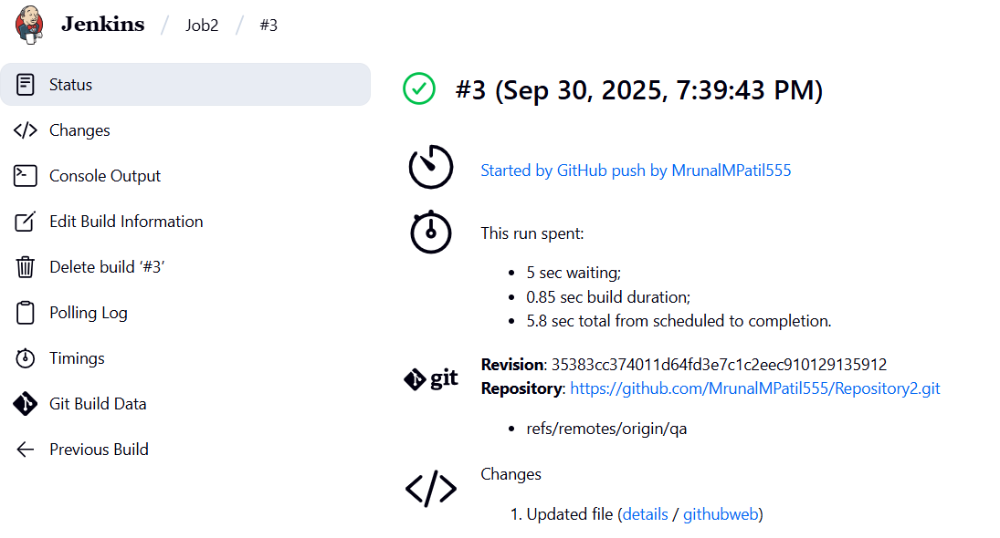 Jenkins / Job2 / #3
Status
Changes
Console Output
Edit Build Information
Delete build ‘#3’
Polling Log
Timings
Git Build Data
Previous Build
#3 (Sep 30, 2025, 7:39:43 PM)
Started by GitHub push by MrunalMPatil555
This run spent:
• 5 sec waiting;
• 0.85 sec build duration;
• 5.8 sec total from scheduled to completion.
git
Revision: 35383cc374011d64fd3e7c1c2eec910129135912
Repository: https://github.com/MrunalMPatil555/Repository2.git
• refs/remotes/origin/qa
Changes
1. Updated file (details / githubweb)